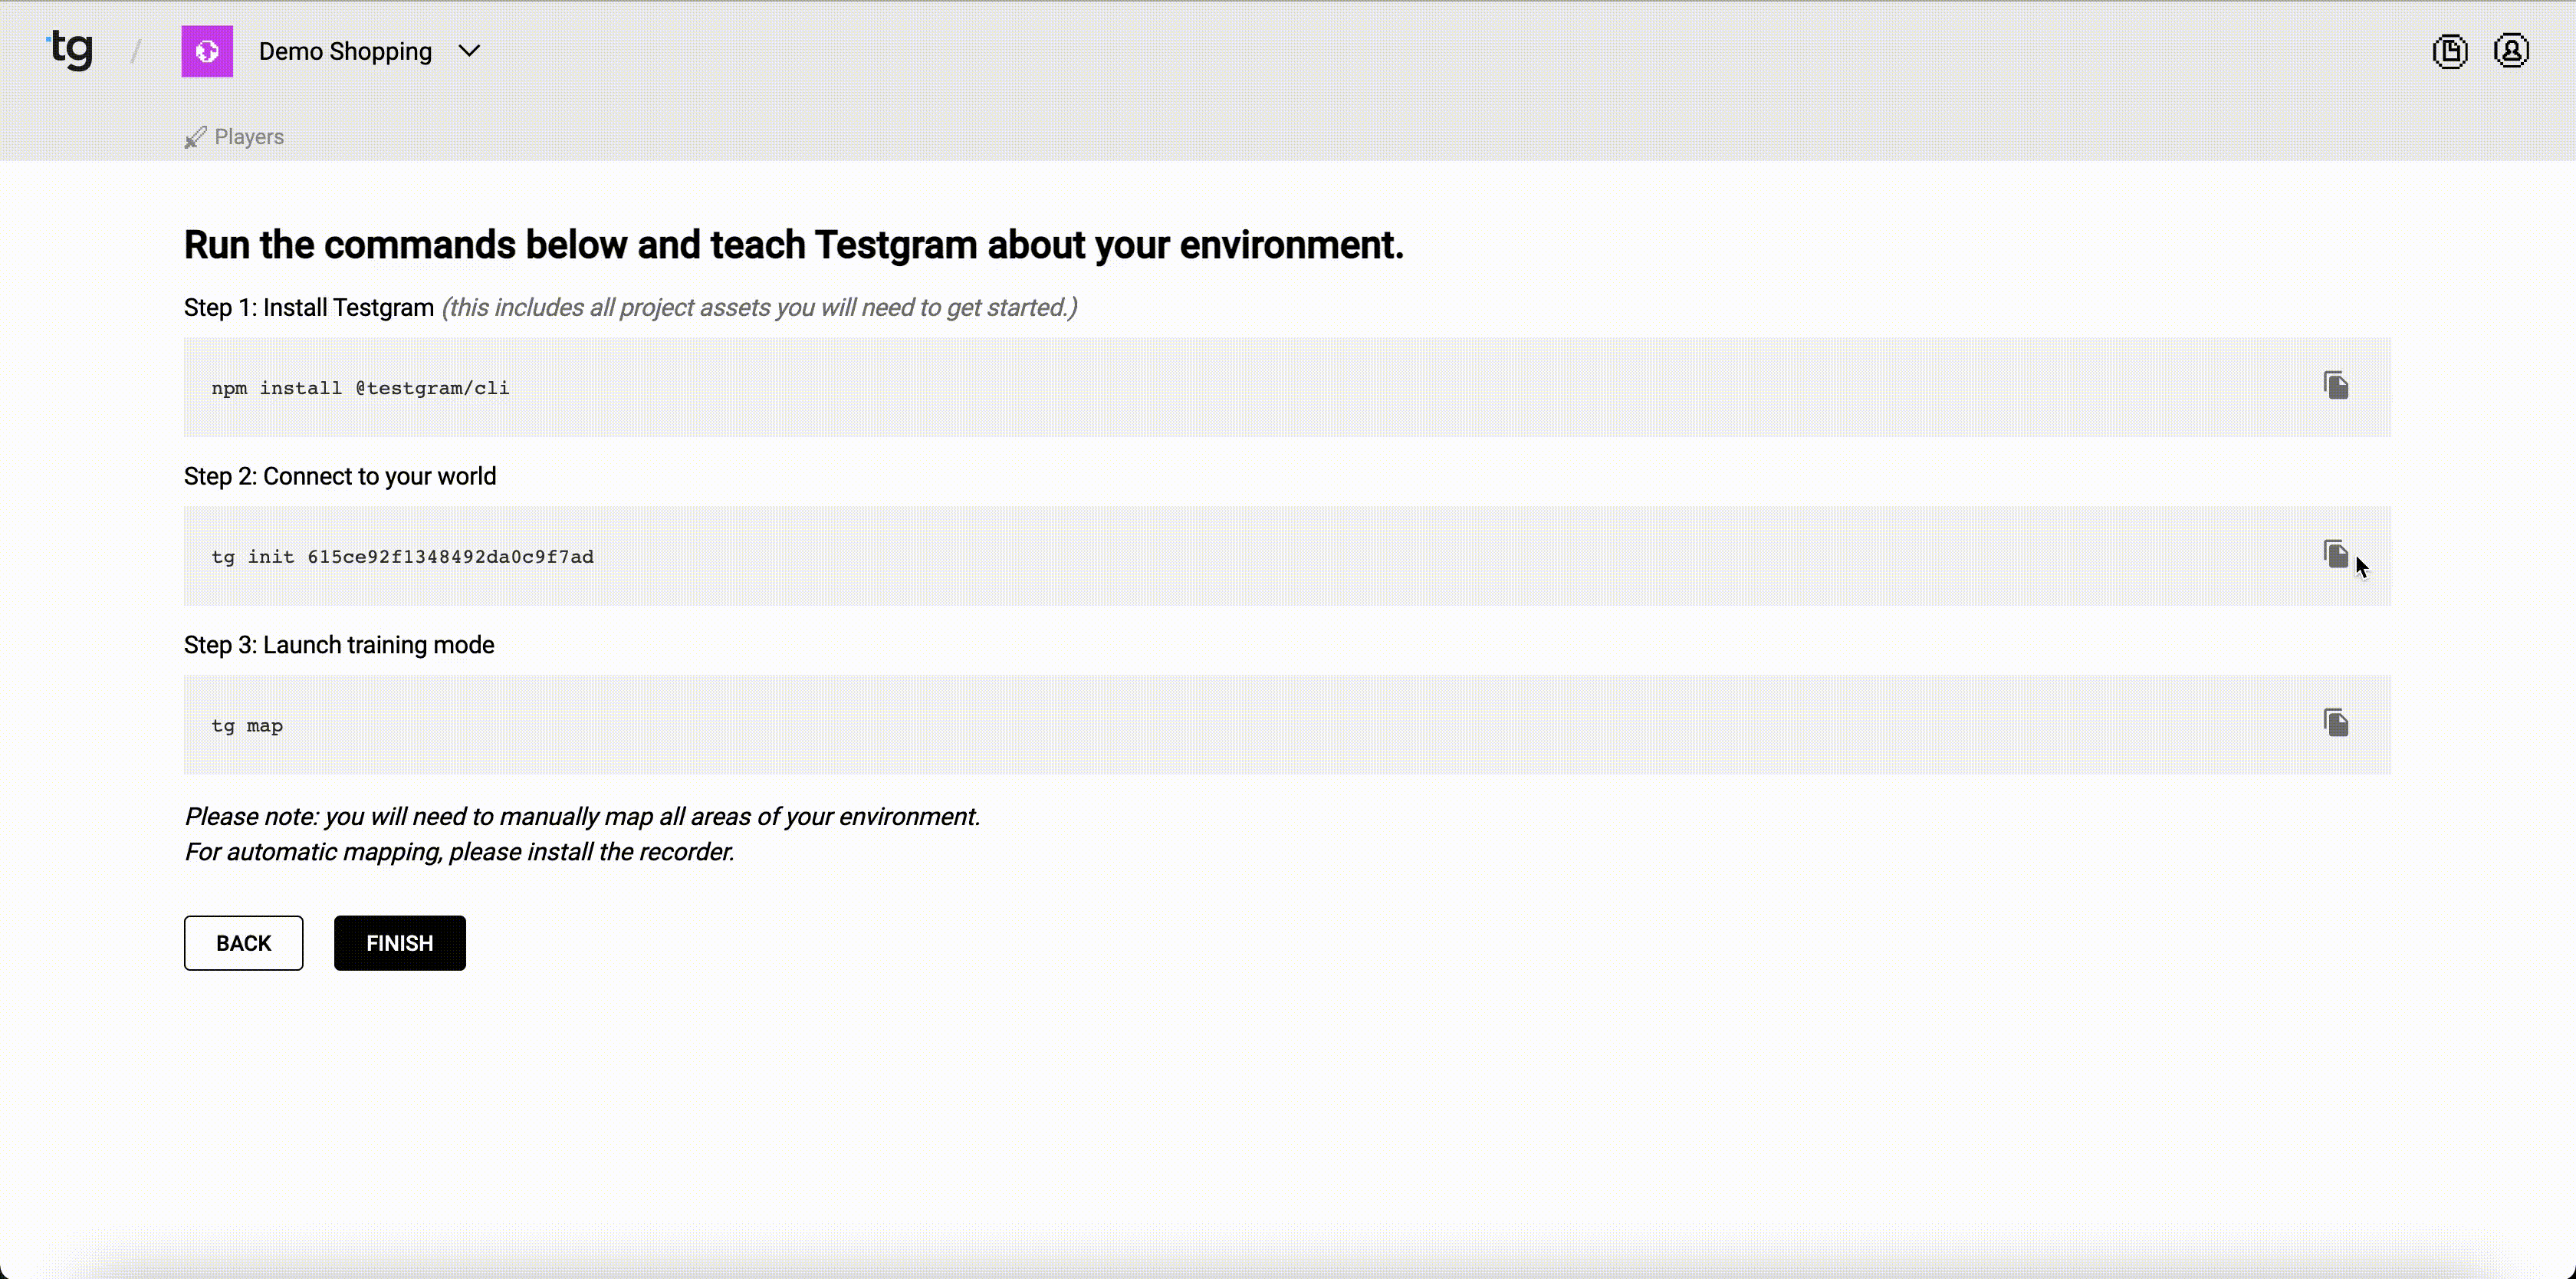 tg / Demo Shopping
Players
Run the commands below and teach Testgram about your environment.
Step 1: Install Testgram (this includes all project assets you will need to get started.)
npm install @testgram/cli
Step 2: Connect to your world
tg init 615ce92f1348492da0c9f7ad
Step 3: Launch training mode
tg map
Please note: you will need to manually map all areas of your environment.
For automatic mapping, please install the recorder.
BACK FINISH